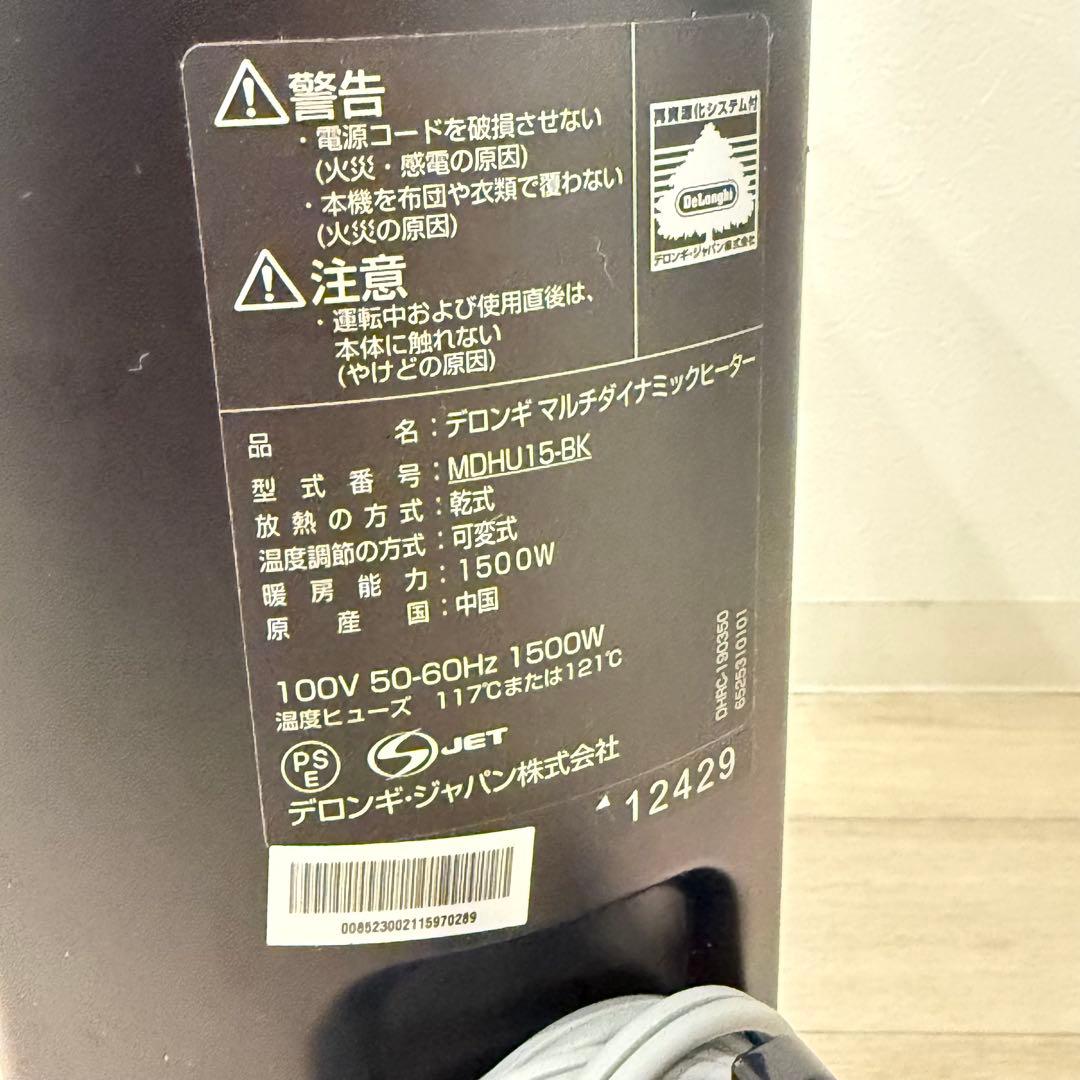 警告
・電源コードを破損させない
(火災・感電の原因)
・本機を布団や衣類で覆わない
(火災の原因)
注意
・運転中および使用直後は、
本体に触れない
(やけどの原因)
再資源化システム付
DeLonghi
デロンギ・ジャパン株式会社
品名：デロンギ マルチダイナミックヒーター
型式番号：MDHU15-BK
放熱の方式：乾式
温度調節の方式：可変式
暖房能力：1500W
原産国：中国
100V 50-60Hz 1500W
温度ヒューズ 117℃または121℃
PSE
JET
デロンギ・ジャパン株式会社
DHRC-190350
6525310101
▲12429
008523002115970289